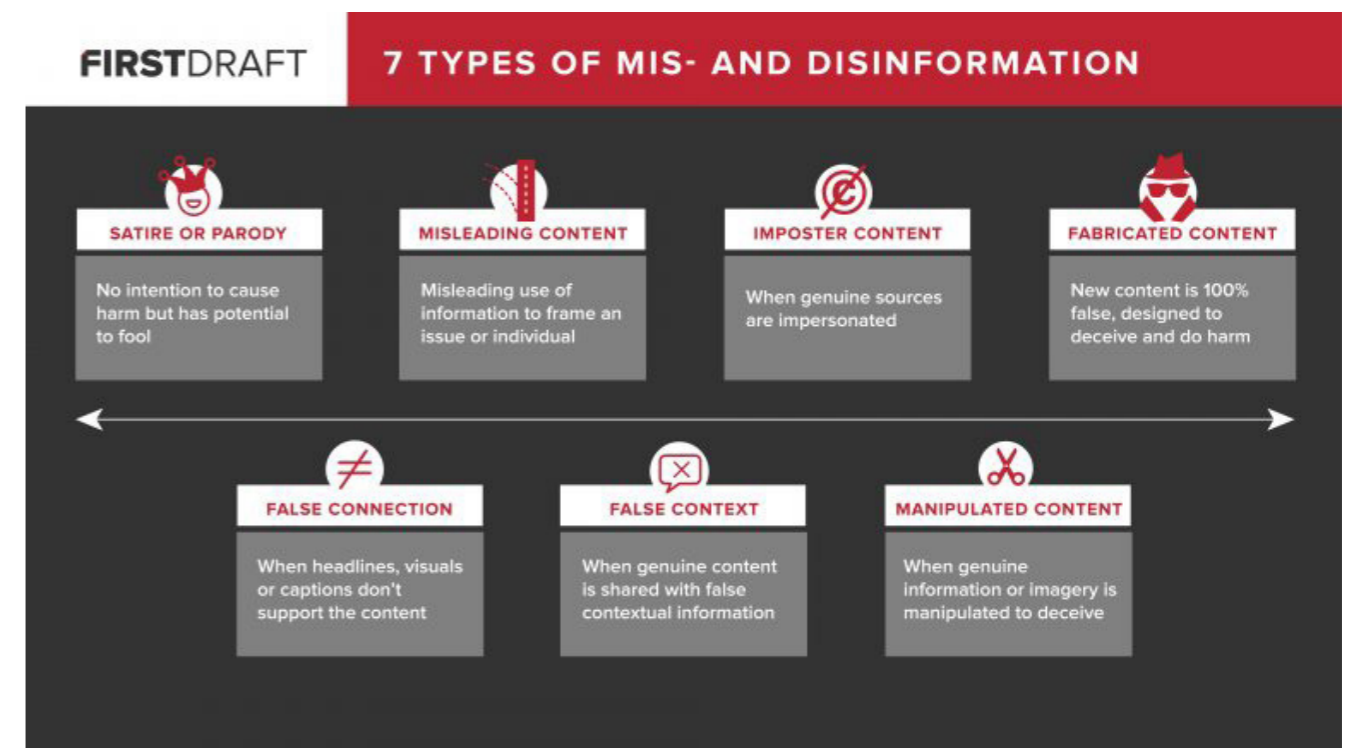 FIRSTDRAFT
7 TYPES OF MIS- AND DISINFORMATION
SATIRE OR PARODY
No intention to cause
harm but has potential
to fool
MISLEADING CONTENT
Misleading use of
information to frame an
issue or individual
IMPOSTER CONTENT
When genuine sources
are impersonated
FABRICATED CONTENT
New content is 100%
false, designed to
deceive and do harm
FALSE CONNECTION
When headlines, visuals
or captions don't
support the content
FALSE CONTEXT
When genuine content
is shared with false
contextual information
MANIPULATED CONTENT
When genuine
information or imagery is
manipulated to deceive